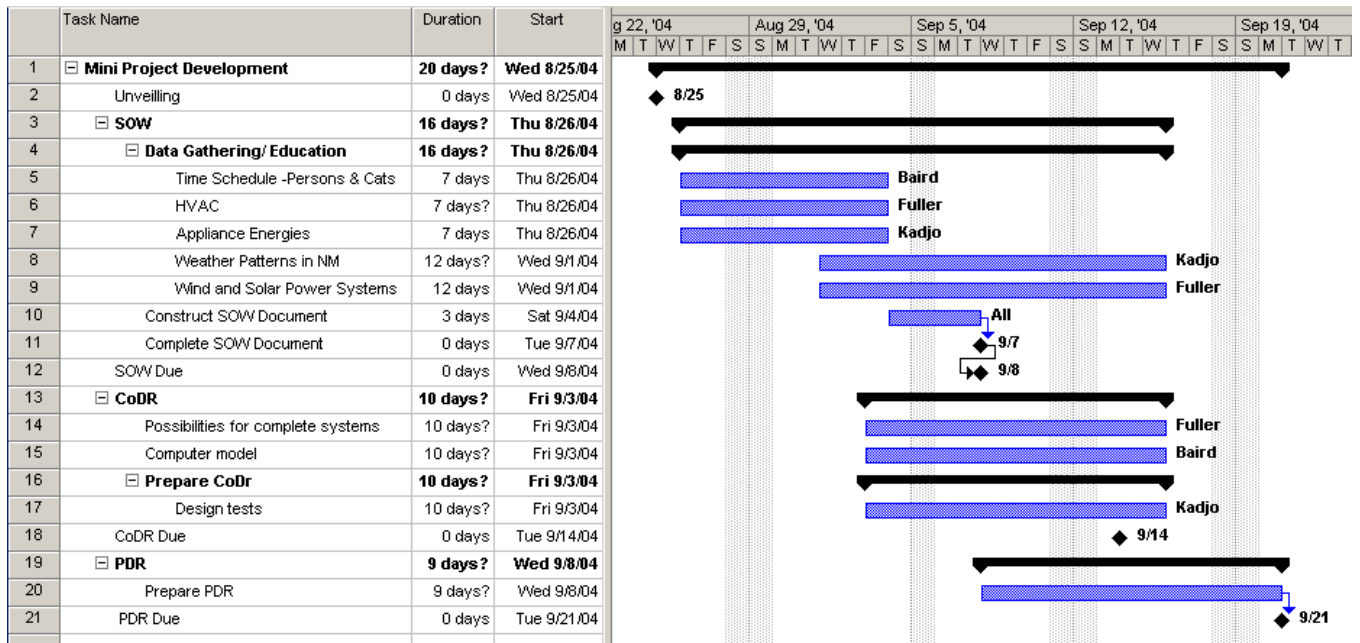 Task Name Duration Start g 22, '04 Aug 29, '04 Sep 5, '04 Sep 12, '04 Sep 19, '04
M T W T F S S M T W T F S S M T W T F S S M T W T F S S M T W T
1 Mini Project Development 20 days? Wed 8/25/04
2 Unveilling 0 days Wed 8/25/04 8/25
3 SOW 16 days? Thu 8/26/04
4 Data Gathering/ Education 16 days? Thu 8/26/04
5 Time Schedule -Persons & Cats 7 days Thu 8/26/04 Baird
6 HVAC 7 days? Thu 8/26/04 Fuller
7 Appliance Energies 7 days Thu 8/26/04 Kadjo
8 Weather Patterns in NM 12 days? Wed 9/1/04 Kadjo
9 Wind and Solar Power Systems 12 days Wed 9/1/04 Fuller
10 Construct SOW Document 3 days Sat 9/4/04 All
11 Complete SOW Document 0 days Tue 9/7/04 9/7
12 SOW Due 0 days Wed 9/8/04 9/8
13 CoDR 10 days? Fri 9/3/04
14 Possibilities for complete systems 10 days? Fri 9/3/04 Fuller
15 Computer model 10 days? Fri 9/3/04 Baird
16 Prepare CoDr 10 days? Fri 9/3/04
17 Design tests 10 days? Fri 9/3/04 Kadjo
18 CoDR Due 0 days Tue 9/14/04 9/14
19 PDR 9 days? Wed 9/8/04
20 Prepare PDR 9 days? Wed 9/8/04
21 PDR Due 0 days Tue 9/21/04 9/21